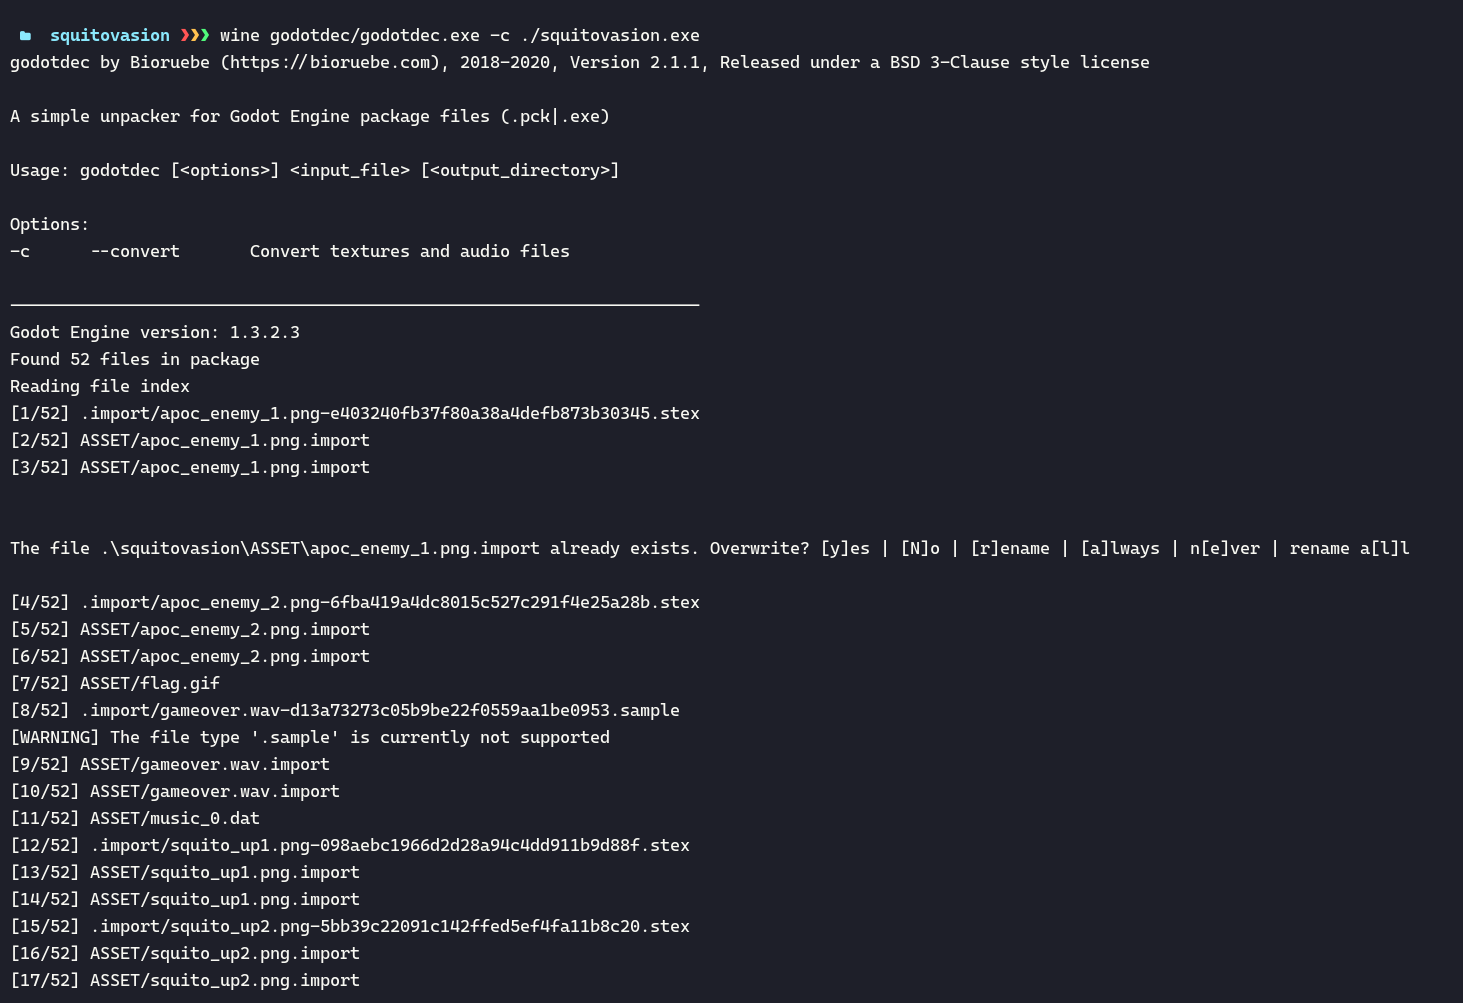 squitovasion ❯❯❯ wine godotdec/godotdec.exe -c ./squitovasion.exe
godotdec by Bioruebe (https://bioruebe.com), 2018-2020, Version 2.1.1, Released under a BSD 3-Clause style license
A simple unpacker for Godot Engine package files (.pck|.exe)
Usage: godotdec [<options>] <input_file> [<output_directory>]
Options:
-c      --convert       Convert textures and audio files
_____________________________________________________________________
Godot Engine version: 1.3.2.3
Found 52 files in package
Reading file index
[1/52] .import/apoc_enemy_1.png-e403240fb37f80a38a4defb873b30345.stex
[2/52] ASSET/apoc_enemy_1.png.import
[3/52] ASSET/apoc_enemy_1.png.import
The file .\squitovasion\ASSET\apoc_enemy_1.png.import already exists. Overwrite? [y]es | [N]o | [r]ename | [a]lways | n[e]ver | rename a[l]l
[4/52] .import/apoc_enemy_2.png-6fba419a4dc8015c527c291f4e25a28b.stex
[5/52] ASSET/apoc_enemy_2.png.import
[6/52] ASSET/apoc_enemy_2.png.import
[7/52] ASSET/flag.gif
[8/52] .import/gameover.wav-d13a73273c05b9be22f0559aa1be0953.sample
[WARNING] The file type '.sample' is currently not supported
[9/52] ASSET/gameover.wav.import
[10/52] ASSET/gameover.wav.import
[11/52] ASSET/music_0.dat
[12/52] .import/squito_up1.png-098aebc1966d2d28a94c4dd911b9d88f.stex
[13/52] ASSET/squito_up1.png.import
[14/52] ASSET/squito_up1.png.import
[15/52] .import/squito_up2.png-5bb39c22091c142ffed5ef4fa11b8c20.stex
[16/52] ASSET/squito_up2.png.import
[17/52] ASSET/squito_up2.png.import